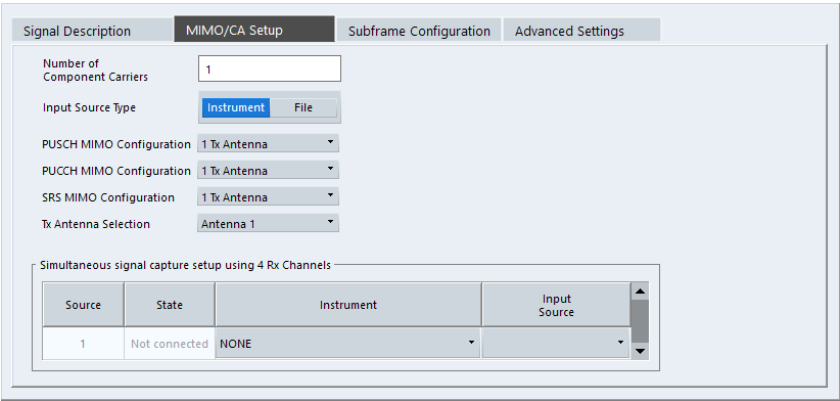 Signal Description MIMO/CA Setup Subframe Configuration Advanced Settings
Number of
Component Carriers
1
Input Source Type Instrument File
PUSCH MIMO Configuration 1 Tx Antenna
PUCCH MIMO Configuration 1 Tx Antenna
SRS MIMO Configuration 1 Tx Antenna
Tx Antenna Selection Antenna 1
Simultaneous signal capture setup using 4 Rx Channels
Source State Instrument Input
Source
1 Not connected NONE